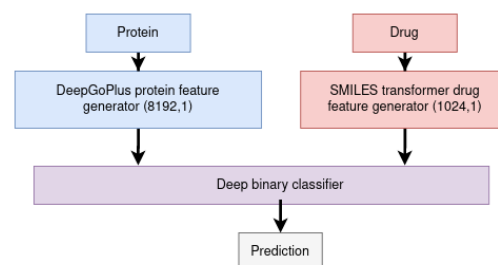 Protein
Drug
DeepGoPlus protein feature
generator (8192,1)
SMILES transformer drug
feature generator (1024,1)
Deep binary classifier
Prediction